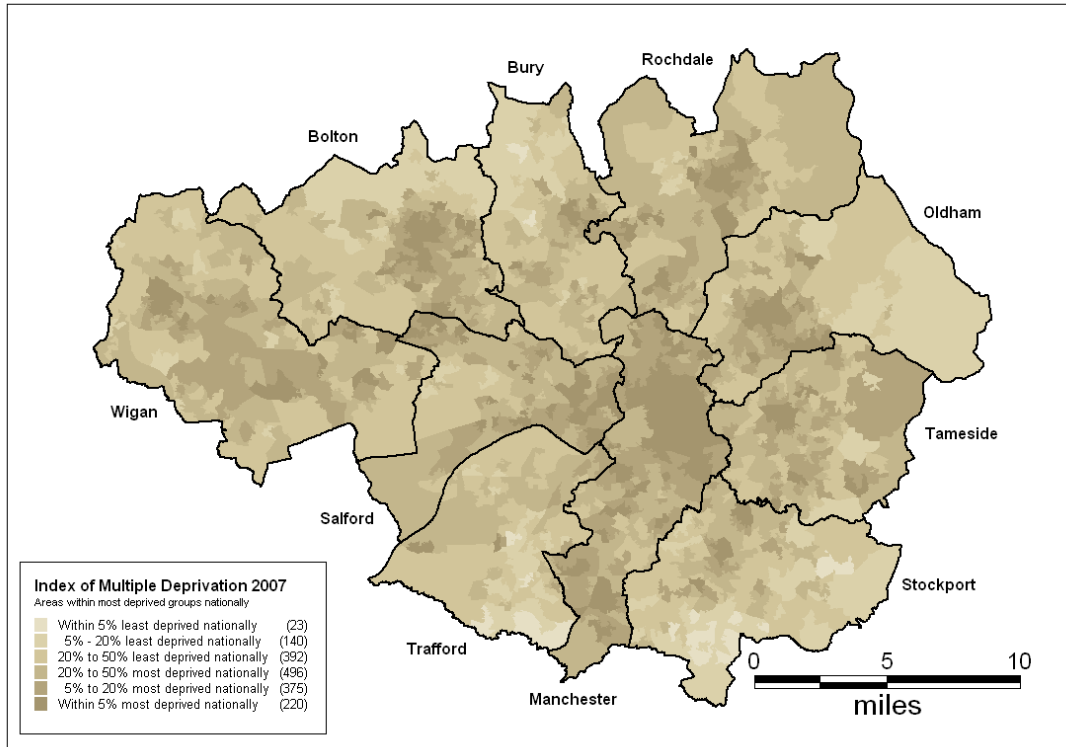 Rochdale
Bury
Bolton
Oldham
Wigan
Tameside
Salford
Stockport
Trafford
Manchester
Index of Multiple Deprivation 2007
Areas within most deprived groups nationally
Within 5% least deprived nationally (23)
5% - 20% least deprived nationally (140)
20% to 50% least deprived nationally (392)
20% to 50% most deprived nationally (496)
5% to 20% most deprived nationally (375)
Within 5% most deprived nationally (220)
0 5 10
miles